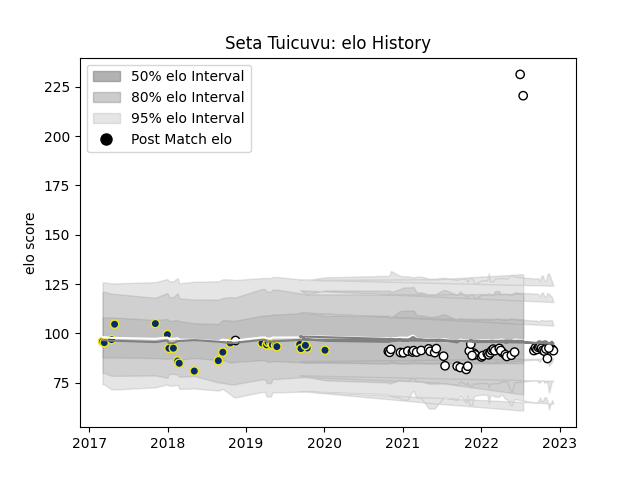 Seta Tuicuvu: elo History
50% elo Interval
80% elo Interval
95% elo Interval
Post Match elo
elo score
225
200
175
150
125
100
75
2017 2018 2019 2020 2021 2022 2023